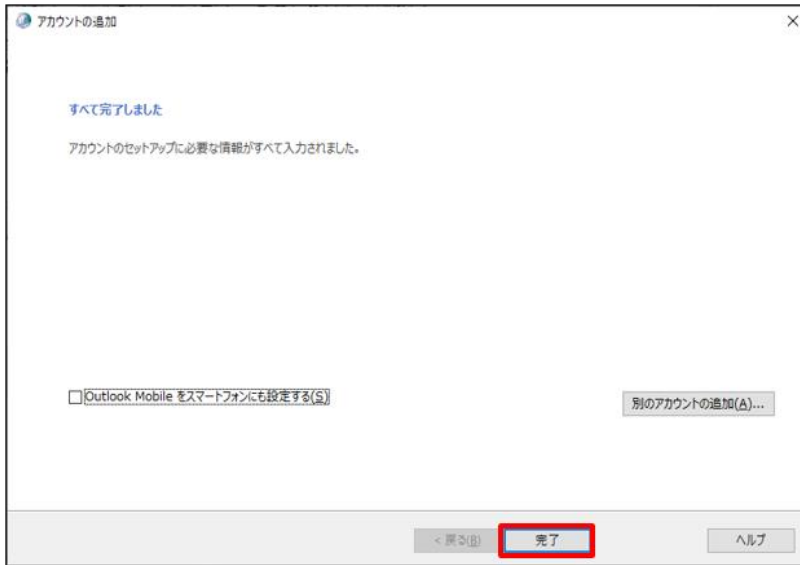 アカウントの追加
すべて完了しました
アカウントのセットアップに必要な情報がすべて入力されました。
Outlook Mobile をスマートフォンにも設定する(S)
別のアカウントの追加(A)...
< 戻る(B)
完了
ヘルプ